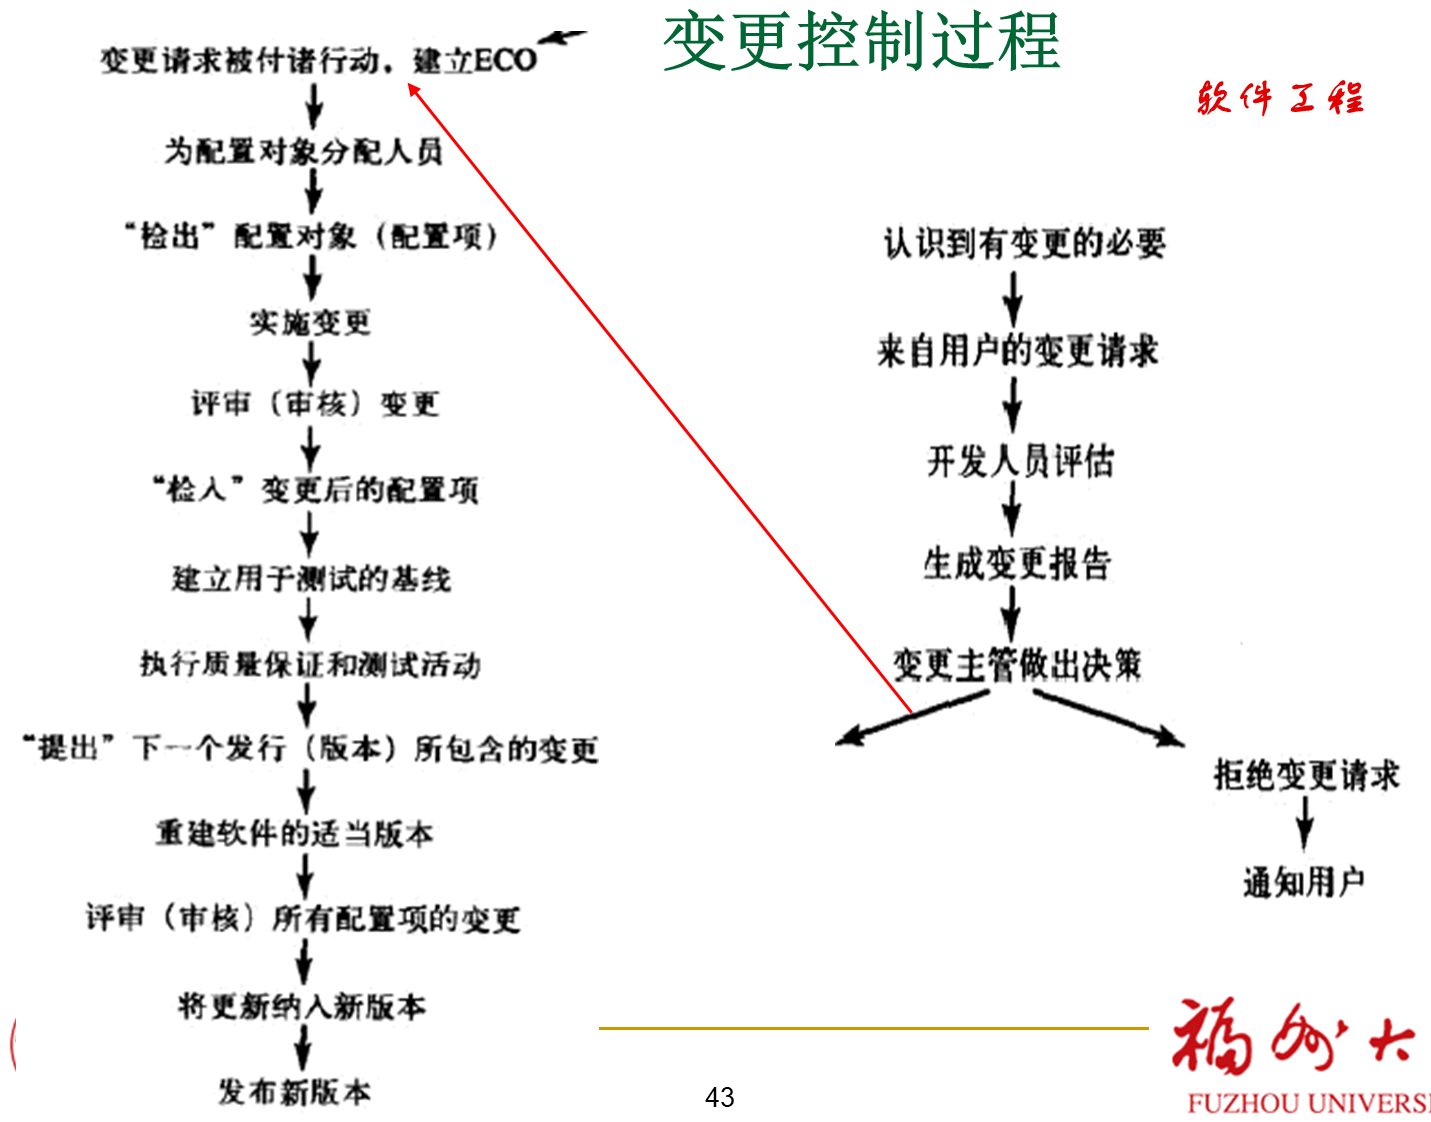 变更控制过程
软件工程
认识到有变更的必要
来自用户的变更请求
开发人员评估
生成变更报告
变更主管做出决策
拒绝变更请求
通知用户
变更请求被付诸行动，建立ECO
为配置对象分配人员
“检出”配置对象（配置项）
实施变更
评审（审核）变更
“检入”变更后的配置项
建立用于测试的基线
执行质量保证和测试活动
“提出”下一个发行（版本）所包含的变更
重建软件的适当版本
评审（审核）所有配置项的变更
将更新纳入新版本
发布新版本
43
福州大
FUZHOU UNIVERSI